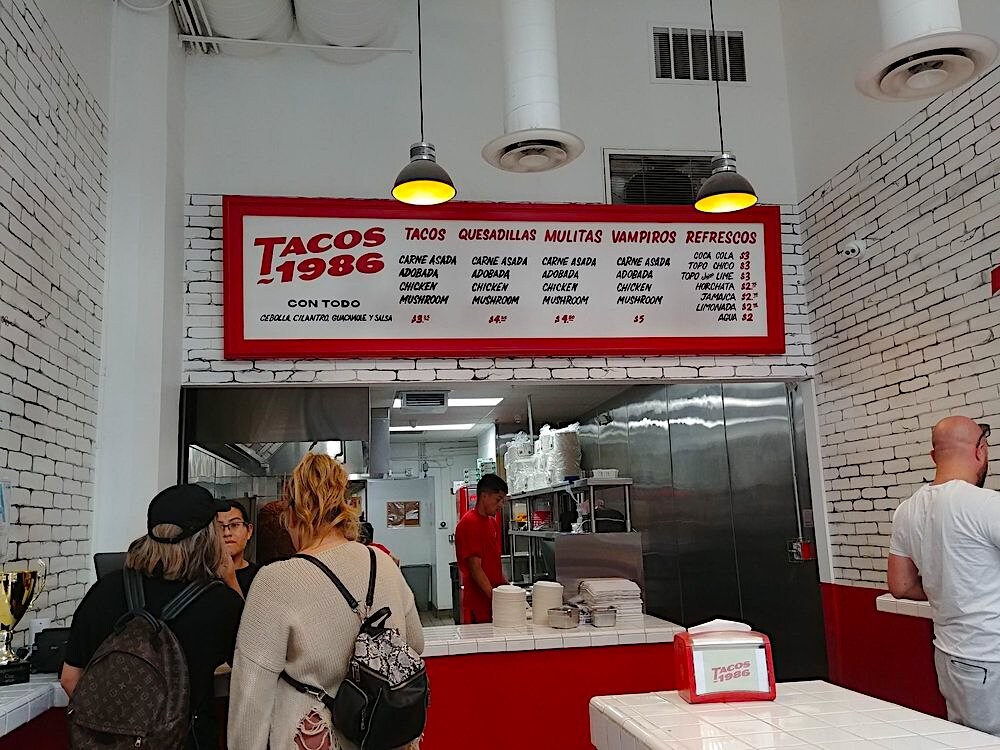 TACOS
1986
CON TODO
CEBOLLA, CILANTRO, GUACAMOLE Y SALSA
TACOS
CARNE ASADA
ADOBADA
CHICKEN
MUSHROOM
QUESADILLAS
CARNE ASADA
ADOBADA
CHICKEN
MUSHROOM
MULITAS
CARNE ASADA
ADOBADA
CHICKEN
MUSHROOM
VAMPIROS
CARNE ASADA
ADOBADA
CHICKEN
MUSHROOM
$5
REFRESCOS
COCA COLA $3
TOPO CHICO $3
TOPO LIME $3
HORCHATA
JAMAICA
LIMONADA
AGUA $2
TACOS
1986